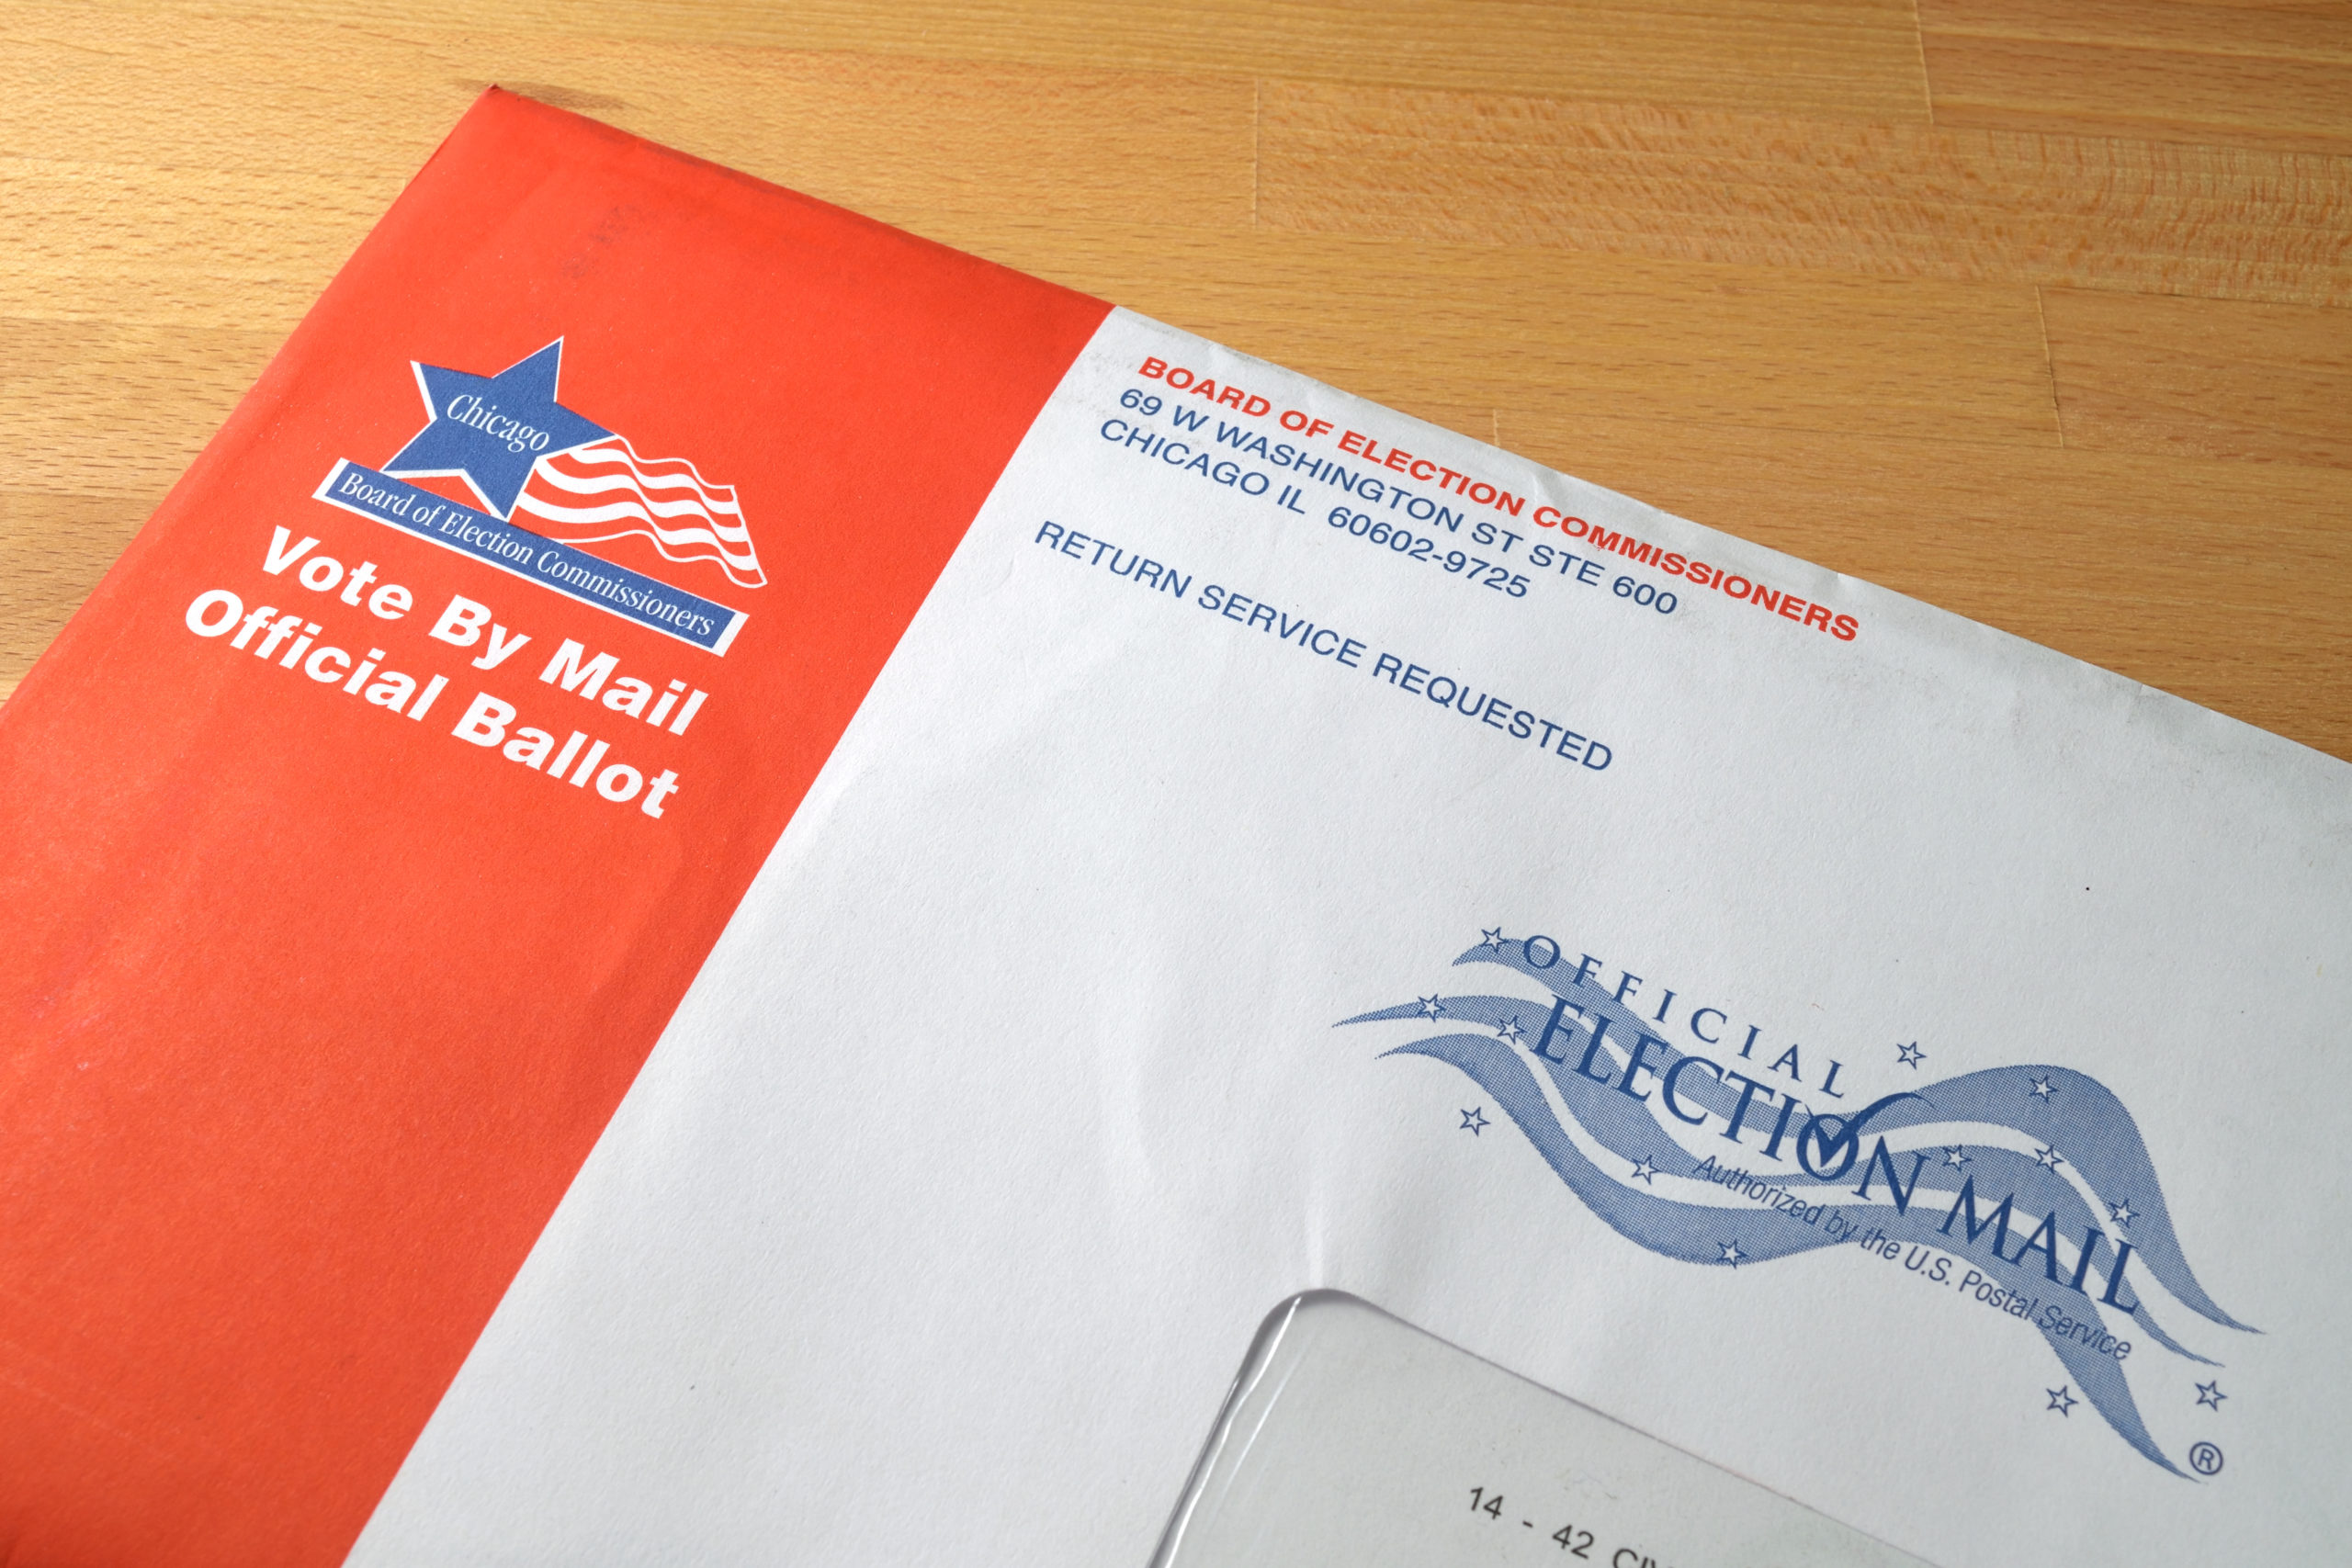 Chicago
Board of Election Commissioners
Vote By Mail
Official Ballot
BOARD OF ELECTION COMMISSIONERS
69 W WASHINGTON ST STE 600
CHICAGO IL 60602-9725
RETURN SERVICE REQUESTED
OFFICIAL
ELECTION MAIL
Authorized by the U.S. Postal Service
®
14 - 42